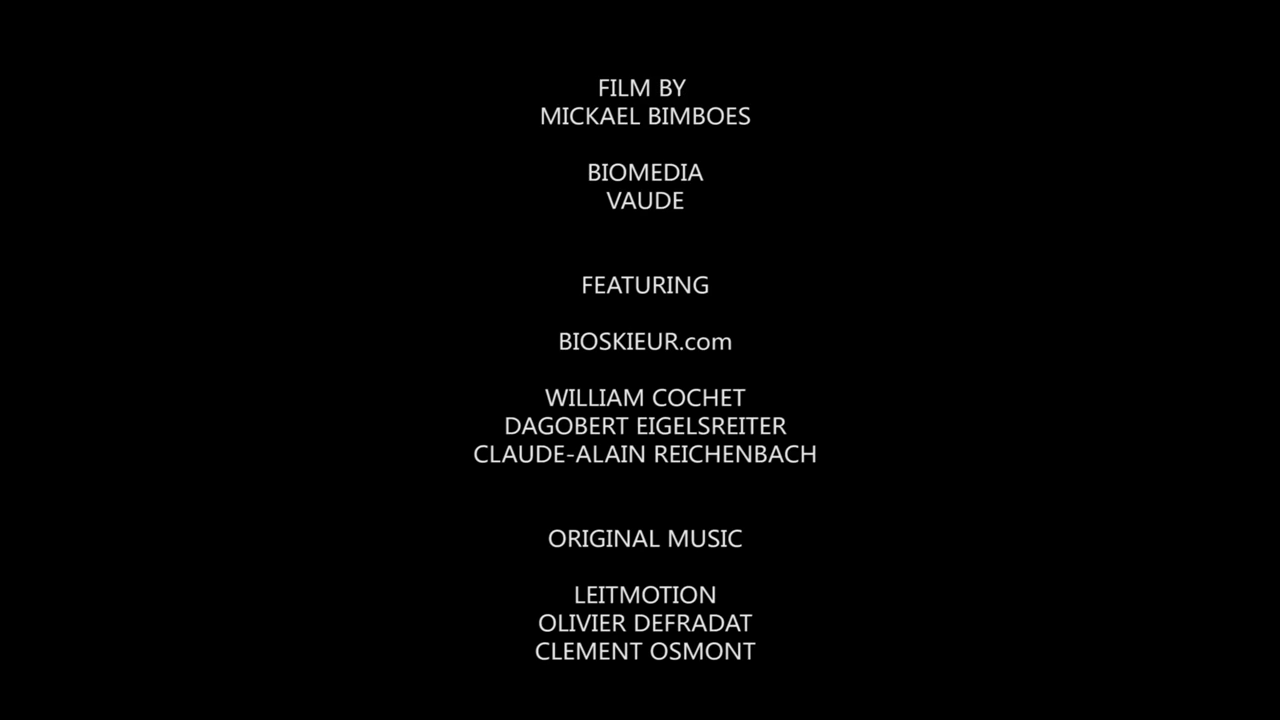 FILM BY
MICKAEL BIMBOES
BIOMEDIA
VAUDE
FEATURING
BIOSKIEUR.com
WILLIAM COCHET
DAGOBERT EIGELSREITER
CLAUDE-ALAIN REICHENBACH
ORIGINAL MUSIC
LEITMOTION
OLIVIER DEFRADAT
CLEMENT OSMONT